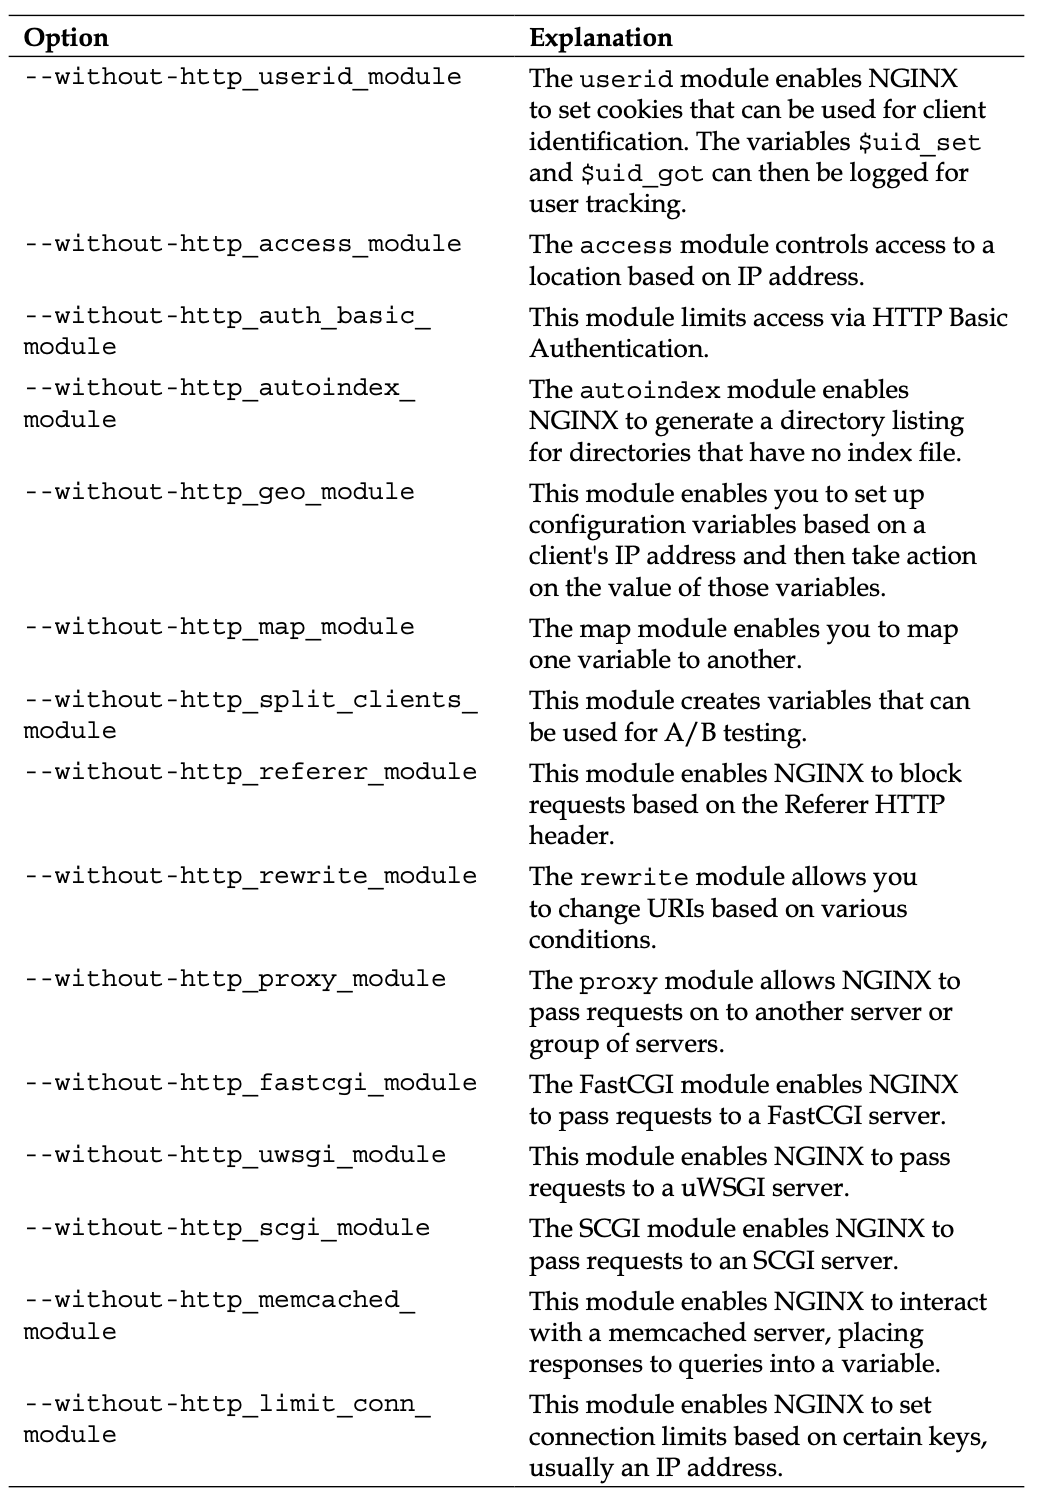 Option Explanation
--without-http_userid_module The userid module enables NGINX
to set cookies that can be used for client
identification. The variables $uid_set
and $uid_got can then be logged for
user tracking.
--without-http_access_module The access module controls access to a
location based on IP address.
--without-http_auth_basic_ This module limits access via HTTP Basic
module Authentication.
--without-http_autoindex_ The autoindex module enables
module NGINX to generate a directory listing
for directories that have no index file.
--without-http_geo_module This module enables you to set up
configuration variables based on a
client's IP address and then take action
on the value of those variables.
--without-http_map_module The map module enables you to map
one variable to another.
--without-http_split_clients_ This module creates variables that can
module be used for A/B testing.
--without-http_referer_module This module enables NGINX to block
requests based on the Referer HTTP
header.
--without-http_rewrite_module The rewrite module allows you
to change URIs based on various
conditions.
--without-http_proxy_module The proxy module allows NGINX to
pass requests on to another server or
group of servers.
--without-http_fastcgi_module The FastCGI module enables NGINX
to pass requests to a FastCGI server.
--without-http_uwsgi_module This module enables NGINX to pass
requests to a uWSGI server.
--without-http_scgi_module The SCGI module enables NGINX to
pass requests to an SCGI server.
--without-http_memcached_ This module enables NGINX to interact
module with a memcached server, placing
responses to queries into a variable.
--without-http_limit_conn_ This module enables NGINX to set
module connection limits based on certain keys,
usually an IP address.